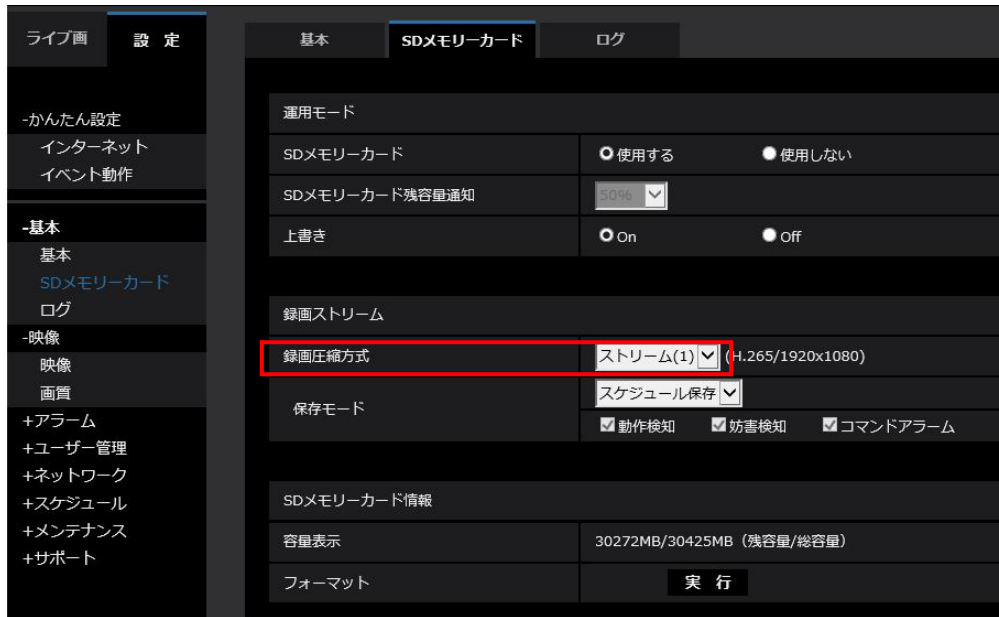 ライブ画
設 定
-かんたん設定
インターネット
イベント動作
-基本
基本
SDメモリーカード
ログ
-映像
映像
画質
+アラーム
+ユーザー管理
+ネットワーク
+スケジュール
+メンテナンス
+サポート
基本 SDメモリーカード ログ
運用モード
SDメモリーカード 使用する 使用しない
SDメモリーカード残容量通知 50%
上書き On Off
録画ストリーム
録画圧縮方式 ストリーム(1) (H.265/1920x1080)
保存モード スケジュール保存
動作検知 妨害検知 コマンドアラーム
SDメモリーカード情報
容量表示 30272MB/30425MB（残容量/総容量）
フォーマット 実 行